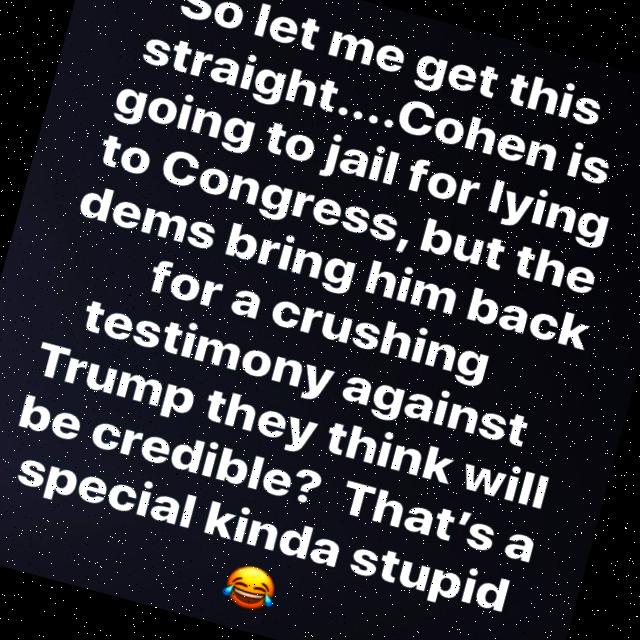 So let me get this
straight....Cohen is
going to jail for lying
to Congress, but the
dems bring him back
for a crushing
testimony against
Trump they think will
be credible?  That's a
special kinda stupid
😂